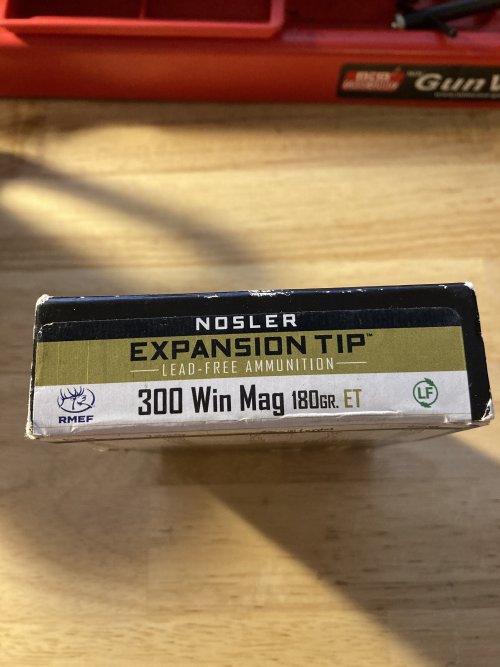 Gun V
NOSLER
EXPANSION TIP™
LEAD-FREE AMMUNITION
300 Win Mag 180GR. ET
RMEF
LF